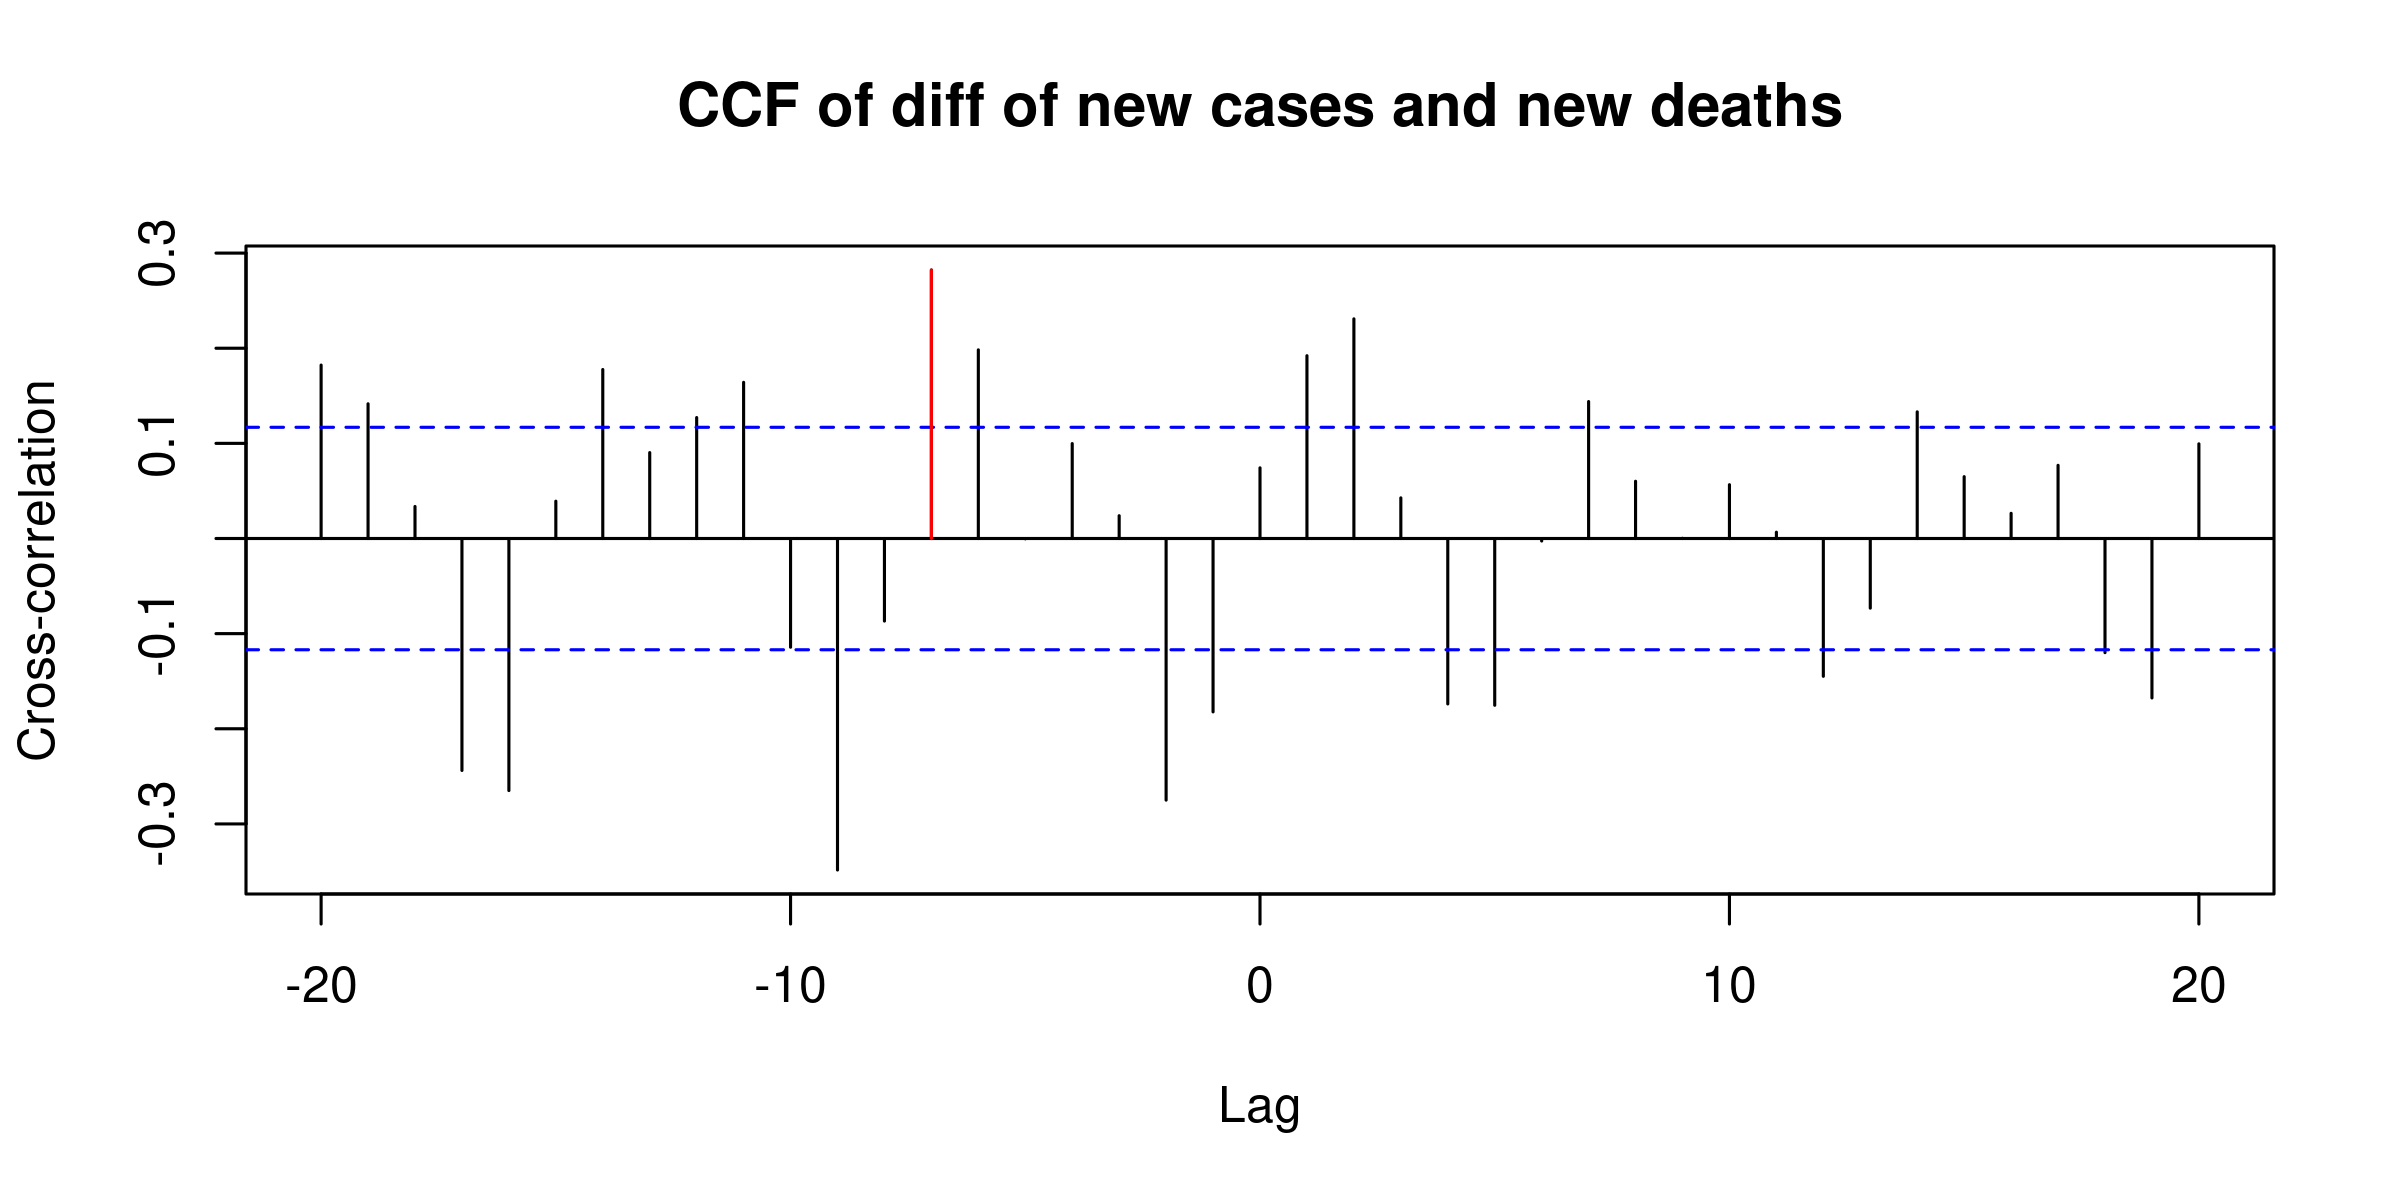 CCF of diff of new cases and new deaths
Cross-correlation
0.3
0.1
-0.1
-0.3
-20 -10 0 10 20
Lag